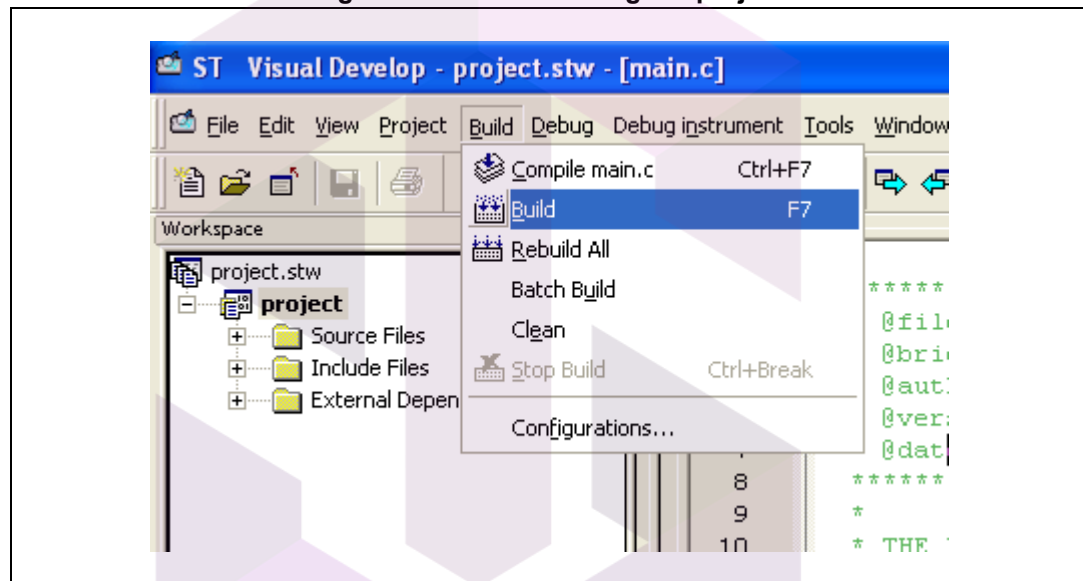 ST Visual Develop - project.stw - [main.c]
File Edit View Project Build Debug Debug instrument Tools Window
Compile main.c Ctrl+F7
Build F7
Workspace
Rebuild All
project.stw
Batch Build
*****
project
Clean
Source Files
Include Files
Stop Build Ctrl+Break
Configurations...
8 ******
9 *
10 * THE